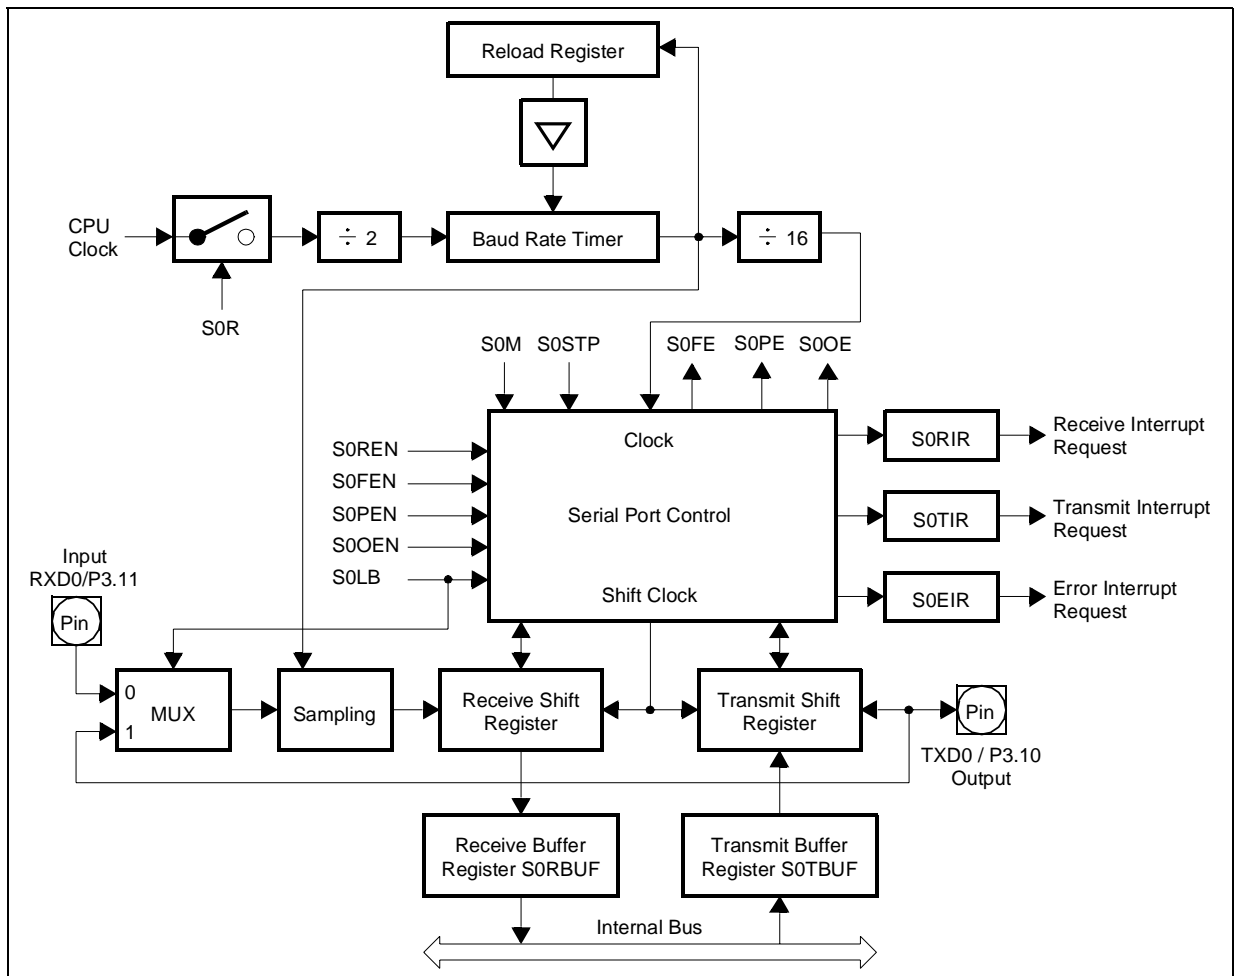 Reload Register
CPU
Clock
÷ 2
Baud Rate Timer
÷ 16
S0R
S0M
S0STP
S0FE
S0PE
S0OE
Clock
S0RIR
Receive Interrupt
Request
S0REN
S0FEN
S0PEN
S0OEN
S0LB
Serial Port Control
S0TIR
Transmit Interrupt
Request
Shift Clock
S0EIR
Error Interrupt
Request
Input
RXD0/P3.11
Pin
0
MUX
1
Sampling
Receive Shift
Register
Transmit Shift
Register
Pin
TXD0 / P3.10
Output
Receive Buffer
Register S0RBUF
Transmit Buffer
Register S0TBUF
Internal Bus